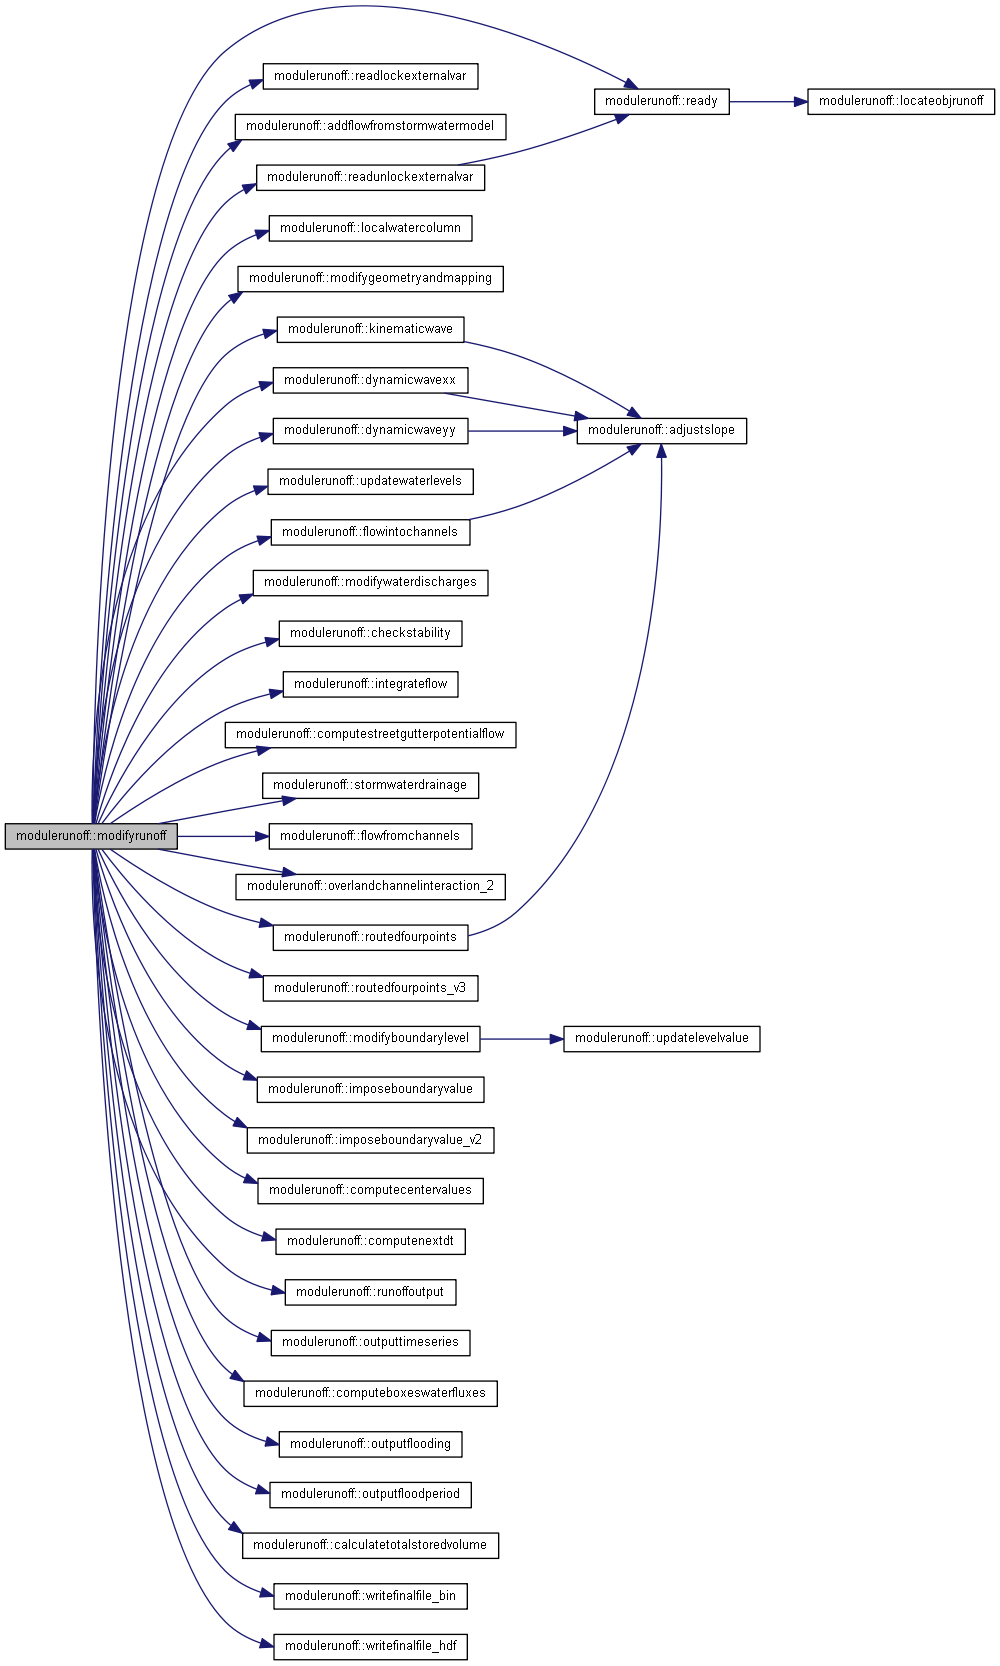 modulerunoff::readlockexternalvar
modulerunoff::ready
modulerunoff::locateobjrunoff
modulerunoff::addflowfromstormwatermodel
modulerunoff::readunlockexternalvar
modulerunoff::localwatercolumn
modulerunoff::modifygeometryandmapping
modulerunoff::kinematicwave
modulerunoff::dynamicwavexx
modulerunoff::dynamicwaveyy
modulerunoff::adjustslope
modulerunoff::updatewaterlevels
modulerunoff::flowintochannels
modulerunoff::modifywaterdischarges
modulerunoff::checkstability
modulerunoff::integrateflow
modulerunoff::computestreetgutterpotentialflow
modulerunoff::stormwaterdrainage
modulerunoff::modifyrunoff
modulerunoff::flowfromchannels
modulerunoff::overlandchannelinteraction_2
modulerunoff::routedfourpoints
modulerunoff::routedfourpoints_v3
modulerunoff::modifyboundarylevel
modulerunoff::updatelevelvalue
modulerunoff::imposeboundaryvalue
modulerunoff::imposeboundaryvalue_v2
modulerunoff::computecentervalues
modulerunoff::computenextdt
modulerunoff::runoffoutput
modulerunoff::outputtimeseries
modulerunoff::computeboxeswaterfluxes
modulerunoff::outputflooding
modulerunoff::outputfloodperiod
modulerunoff::calculatetotalstoredvolume
modulerunoff::writefinalfile_bin
modulerunoff::writefinalfile_hdf